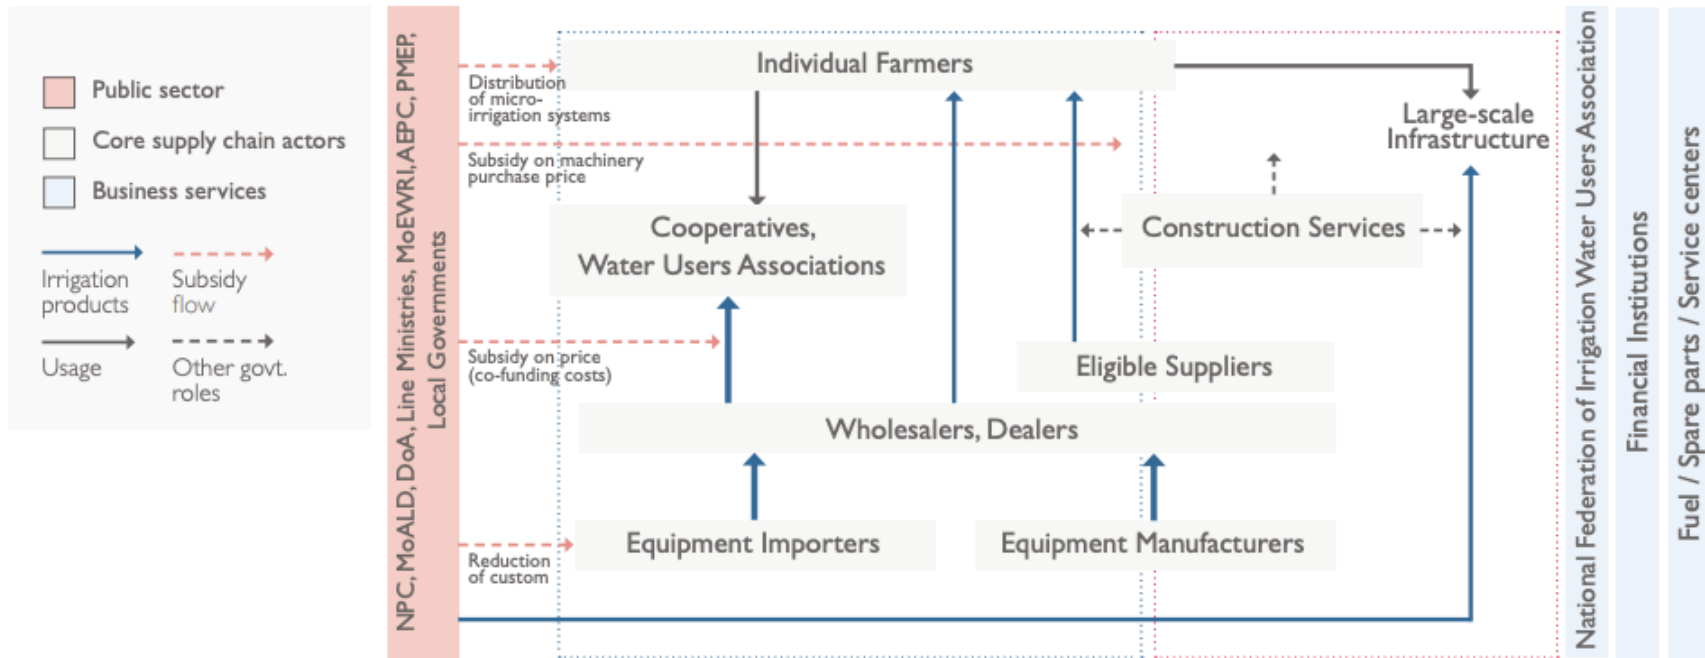 Public sector
Core supply chain actors
Business services
Irrigation
products
Subsidy
flow
Usage
Other govt.
roles
NPC, MoALD, DoA, Line Ministries, MoEWRI, AEPC, PMEP,
Local Governments
Distribution
of micro-
irrigation systems
Subsidy on machinery
purchase price
Subsidy on price
(co-funding costs)
Reduction
of custom
Individual Farmers
Cooperatives,
Water Users Associations
Large-scale
Infrastructure
Construction Services
Eligible Suppliers
Wholesalers, Dealers
Equipment Importers
Equipment Manufacturers
National Federation of Irrigation Water Users Association
Financial Institutions
Fuel / Spare parts / Service centers